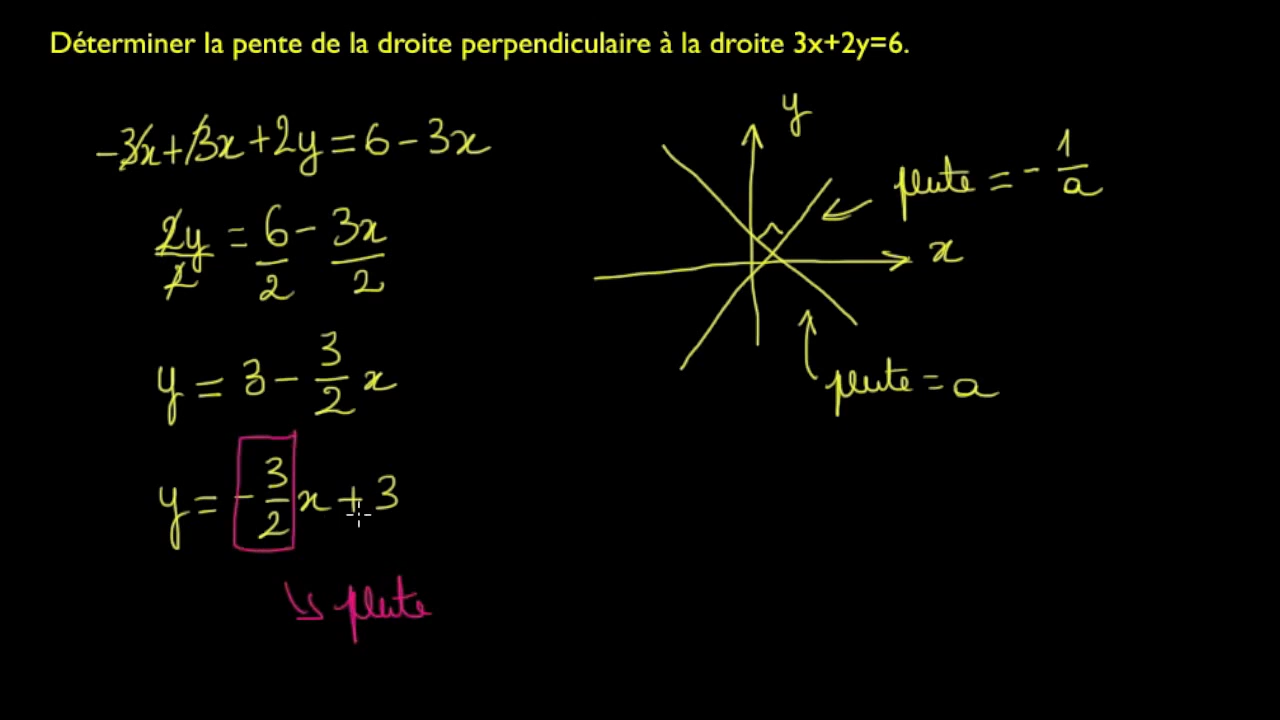 Déterminer la pente de la droite perpendiculaire à la droite 3x+2y=6.
-3x+3x+2y=6-3x
2y/2 = 6/2 - 3x/2
y = 3 - 3/2 x
y = -3/2 x + 3
pente
y
pente = - 1/a
x
pente = a